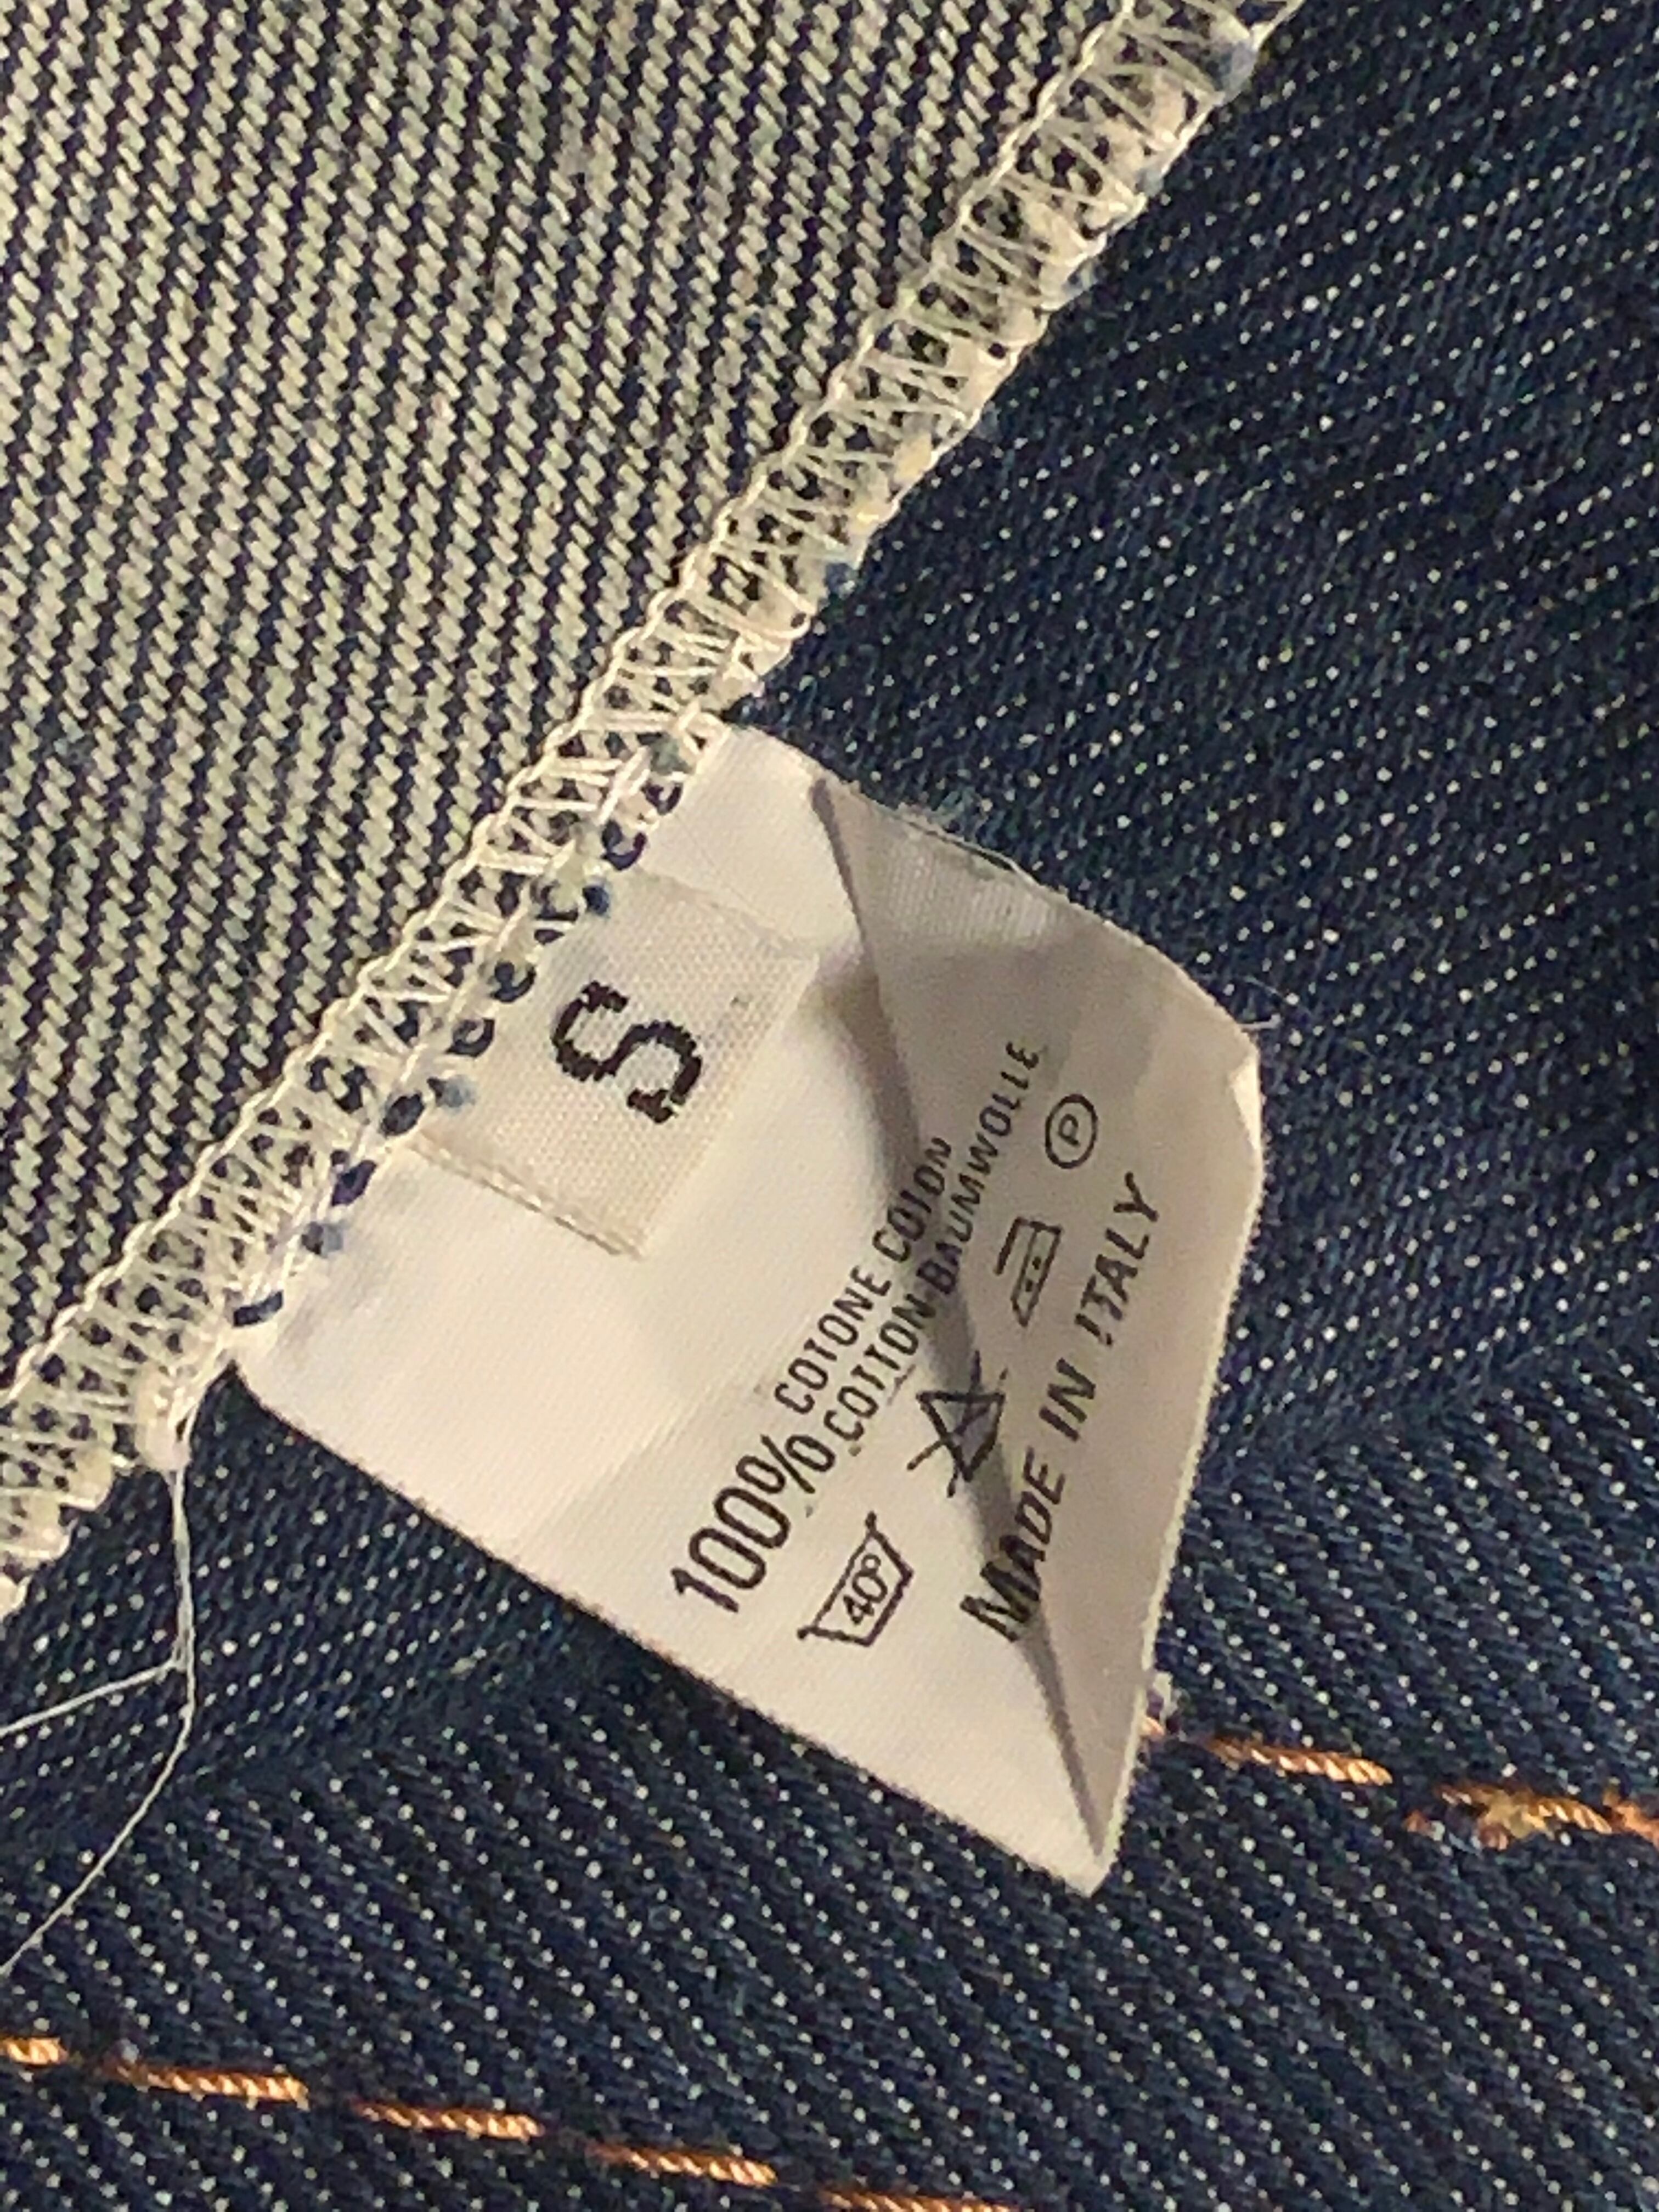 S
100% COTONE COTON
COTTON BAUMWOLLE
40° P
MADE IN ITALY